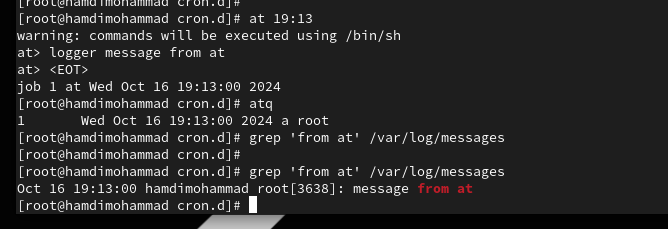 [root@hamdimohammad cron.d]#
[root@hamdimohammad cron.d]# at 19:13
warning: commands will be executed using /bin/sh
at> logger message from at
at> <EOT>
job 1 at Wed Oct 16 19:13:00 2024
[root@hamdimohammad cron.d]# atq
1       Wed Oct 16 19:13:00 2024 a root
[root@hamdimohammad cron.d]# grep 'from at' /var/log/messages
[root@hamdimohammad cron.d]#
[root@hamdimohammad cron.d]# grep 'from at' /var/log/messages
Oct 16 19:13:00 hamdimohammad root[3638]: message from at
[root@hamdimohammad cron.d]#